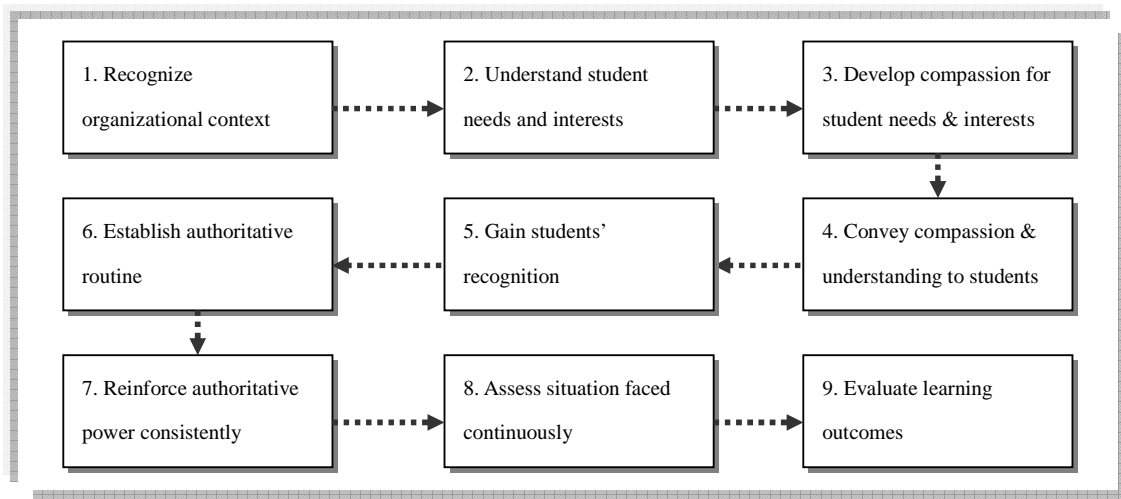 1. Recognize
organizational context
2. Understand student
needs and interests
3. Develop compassion for
student needs & interests
4. Convey compassion &
understanding to students
5. Gain students’
recognition
6. Establish authoritative
routine
7. Reinforce authoritative
power consistently
8. Assess situation faced
continuously
9. Evaluate learning
outcomes